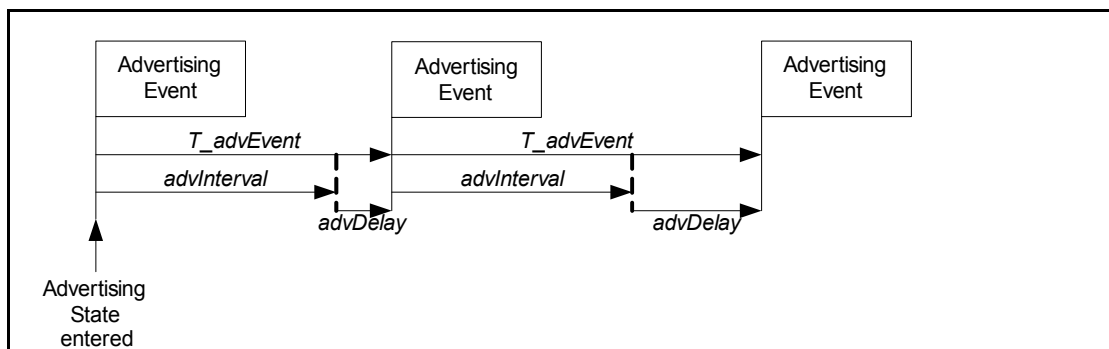 Advertising
Event
Advertising
Event
Advertising
Event
T_advEvent
T_advEvent
advInterval
advInterval
advDelay
advDelay
Advertising
State
entered